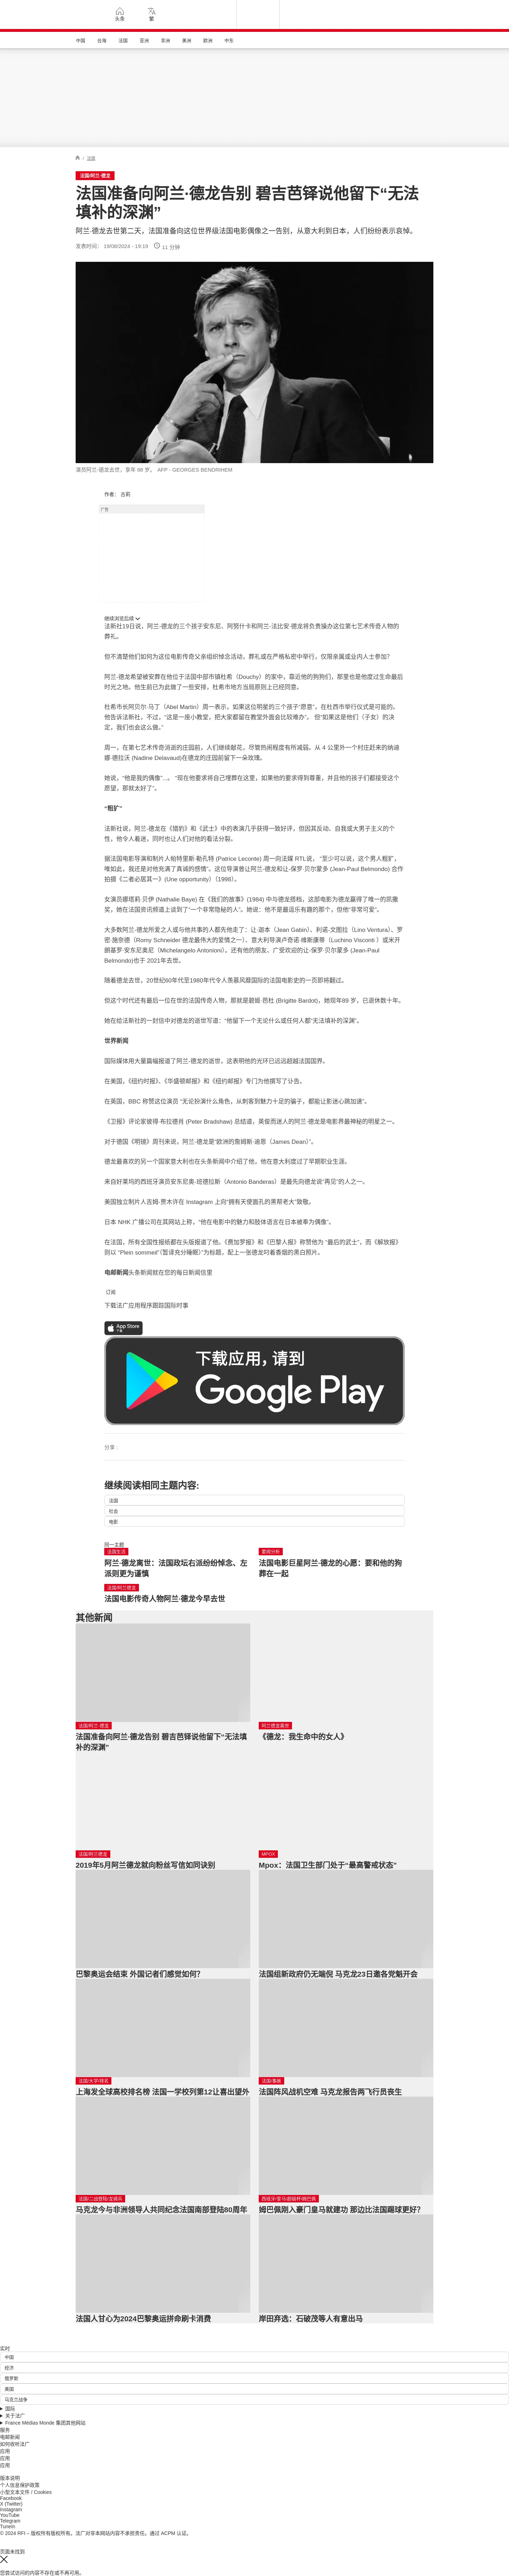 头条
繁
中国
台海
法国
亚洲
非洲
美洲
欧洲
中东
/ 法国
法国/阿兰·德龙
法国准备向阿兰·德龙告别 碧吉芭铎说他留下“无法
填补的深渊”
阿兰·德龙去世第二天，法国准备向这位世界级法国电影偶像之一告别，从意大利到日本，人们纷纷表示哀悼。
发表时间： 19/08/2024 - 19:19
11 分钟
演员阿兰-德龙去世，享年 88 岁。 AFP - GEORGES BENDRIHEM
作者： 古莉
广告
继续浏览后续
法新社19日说，阿兰-德龙的三个孩子安东尼、阿努什卡和阿兰-法比安·德龙将负责操办这位第七艺术传奇人物的
葬礼。
但不清楚他们如何为这位电影传奇父亲组织悼念活动，葬礼或在严格私密中举行，仅限亲属或业内人士参加？
阿兰-德龙希望被安葬在他位于法国中部市镇杜希（Douchy）的家中，靠近他的狗狗们，那里也是他度过生命最后
时光之地。他生前已为此做了一些安排，杜希市地方当局原则上已经同意。
杜希市长阿贝尔·马丁（Abel Martin）周一表示，如果这位明星的三个孩子“愿意”，在杜西市举行仪式是可能的。
他告诉法新社，不过，“这是一座小教堂，把大家都留在教堂外面会比较难办”。 但“如果这是他们（子女）的决
定，我们也会这么做。”
周一，在第七艺术传奇消逝的庄园前，人们继续献花，尽管热闹程度有所减弱。从 4 公里外一个村庄赶来的纳迪
娜·德拉沃 (Nadine Delavaud)在德龙的庄园前留下一朵玫瑰。
她说，“他是我的偶像”…。 “现在他要求将自己埋葬在这里，如果他的要求得到尊重，并且他的孩子们都接受这个
愿望，那就太好了”。
“粗犷”
法新社说，阿兰-德龙在《猎豹》和《武士》中的表演几乎获得一致好评，但因其反动、自我或大男子主义的个
性，他令人着迷，同时也让人们对他的看法分裂。
据法国电影导演和制片人帕特里斯·勒孔特 (Patrice Leconte) 周一向法媒 RTL说， “至少可以说，这个男人粗犷，
唯如此，我还是对他充满了真诚的感情”。这位导演曾让阿兰-德龙和让-保罗·贝尔蒙多 (Jean-Paul Belmondo) 合作
拍摄《二者必居其一》(Une opportunity)（1998）。
女演员娜塔莉·贝伊 (Nathalie Baye) 在《我们的故事》(1984) 中与德龙搭档，这部电影为德龙赢得了唯一的凯撒
奖，她在法国资讯频道上谈到了“一个非常隐秘的人”。她说：他不是最逗乐有趣的那个，但他“非常可爱”。
大多数阿兰-德龙所爱之人或与他共事的人都先他走了：让·迦本（Jean Gabin）、利诺-文图拉（Lino Ventura）、罗
密·施奈德（Romy Schneider 德龙最伟大的爱情之一）、意大利导演卢奇诺·维斯康蒂（Luchino Visconti ）或米开
朗基罗·安东尼奥尼（Michelangelo Antonioni）。还有他的朋友、广受欢迎的让-保罗·贝尔蒙多 (Jean-Paul
Belmondo)也于 2021年去世。
随着德龙去世，20世纪60年代至1980年代令人羡慕风靡国际的法国电影史的一页即将翻过。
但这个时代还有最后一位在世的法国传奇人物，那就是碧姬·芭杜 (Brigitte Bardot)，她现年89 岁，已退休数十年。
她在给法新社的一封信中对德龙的逝世写道：“他留下一个无论什么或任何人都“无法填补的深渊”。
世界新闻
国际媒体用大量篇幅报道了阿兰-德龙的逝世，这表明他的光环已远远超越法国国界。
在美国，《纽约时报》、《华盛顿邮报》和《纽约邮报》专门为他撰写了讣告。
在英国，BBC 称赞这位演员 “无论扮演什么角色，从刺客到魅力十足的骗子，都能让影迷心跳加速”。
《卫报》评论家彼得·布拉德肖 (Peter Bradshaw) 总结道，英俊而迷人的阿兰·德龙是电影界最神秘的明星之一。
对于德国《明镜》周刊来说，阿兰-德龙是“欧洲的詹姆斯·迪恩（James Dean）”。
德龙最喜欢的另一个国家意大利也在头条新闻中介绍了他，他在意大利度过了早期职业生涯。
来自好莱坞的西班牙演员安东尼奥-班德拉斯（Antonio Banderas）是最先向德龙说“再见”的人之一。
美国独立制片人吉姆·贾木许在 Instagram 上向“拥有天使面孔的黑帮老大”致敬。
日本 NHK 广播公司在其网站上称，“他在电影中的魅力和肢体语言在日本被奉为偶像”。
在法国，所有全国性报纸都在头版报道了他。《费加罗报》和《巴黎人报》称赞他为 “最后的武士”，而《解放报》
则以 “Plein sommeil”（暂译充分睡眠）”为标题，配上一张德龙叼着香烟的黑白照片。
电邮新闻头条新闻就在您的每日新闻信里
订阅
下载法广应用程序跟踪国际时事
App Store
下载
下载应用，请到
Google Play
分享 :
继续阅读相同主题内容:
法国
社会
电影
同一主题
法国生活
阿兰·德龙离世：法国政坛右派纷纷悼念、左
派则更为谨慎
要闻分析
法国电影巨星阿兰·德龙的心愿：要和他的狗
葬在一起
法国/阿兰德龙
法国电影传奇人物阿兰·德龙今早去世
其他新闻
法国/阿兰·德龙
法国准备向阿兰·德龙告别 碧吉芭铎说他留下“无法填
补的深渊”
阿兰德龙离世
《德龙：我生命中的女人》
法国/阿兰德龙
2019年5月阿兰德龙就向粉丝写信如同诀别
MPOX
Mpox：法国卫生部门处于“最高警戒状态”
巴黎奥运会结束 外国记者们感觉如何?
法国组新政府仍无端倪 马克龙23日邀各党魁开会
法国/大学/排名
上海发全球高校排名榜 法国一学校列第12让喜出望外
法国/事故
法国阵风战机空难 马克龙报告两飞行员丧生
法国/二战登陆/龙骑兵
马克龙今与非洲领导人共同纪念法国南部登陆80周年
西班牙/皇马/超级杯/姆巴佩
姆巴佩刚入豪门皇马就建功 那边比法国踢球更好？
法国人甘心为2024巴黎奥运拼命刷卡消费
岸田弃选：石破茂等人有意出马
实时
中国
经济
俄罗斯
美国
乌克兰战争
国际
关于法广
France Médias Monde 集团其他网站
服务
电邮新闻
如何收听法广
应用
应用
应用
版本说明
个人信息保护政策
小型文本文件 / Cookies
Facebook
X (Twitter)
Instagram
YouTube
Telegram
TuneIn
© 2024 RFI – 版权所有版权所有。法广对非本网站内容不承担责任。通过 ACPM 认证。
页面未找到
您尝试访问的内容不存在或不再可用。